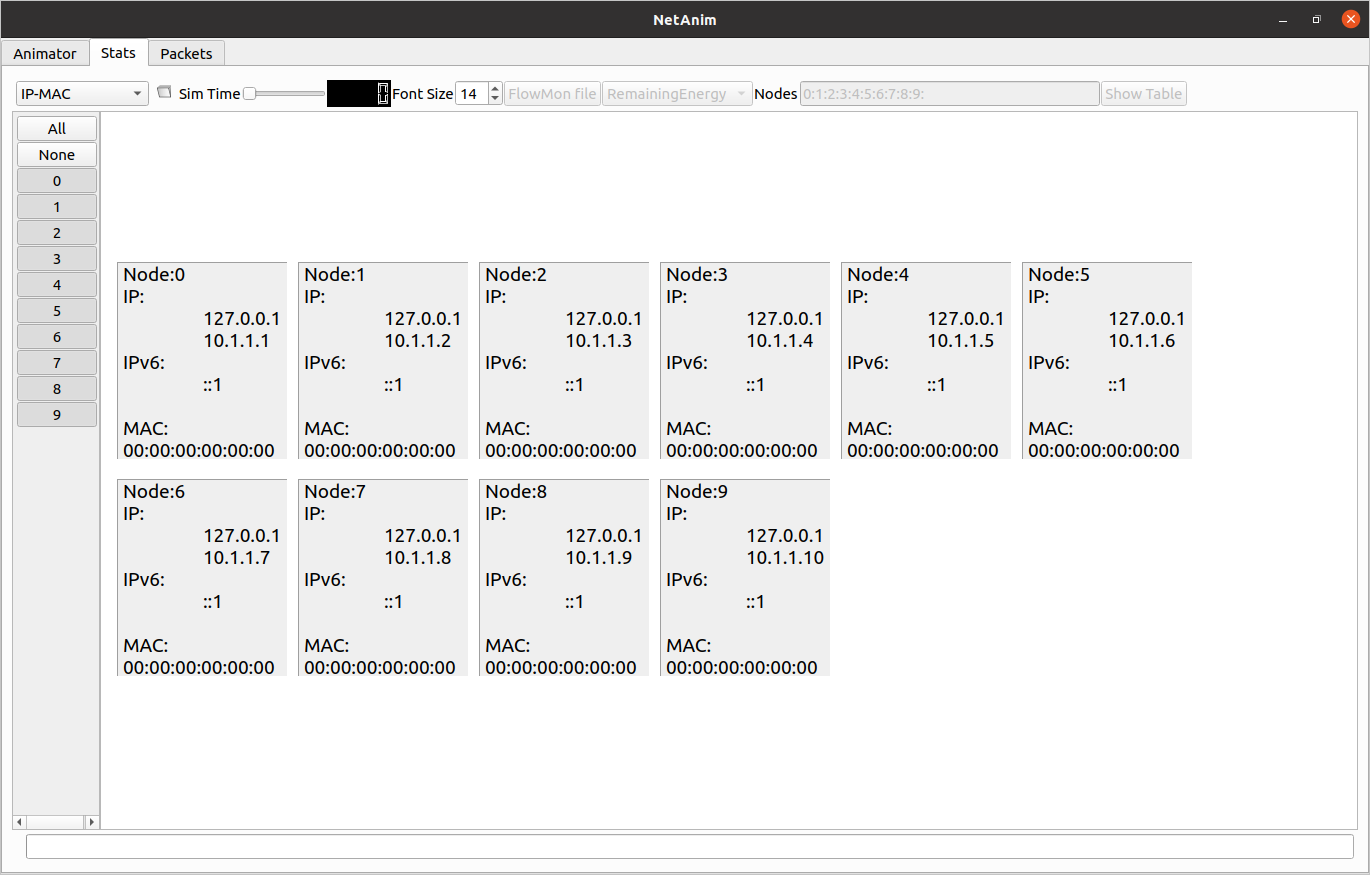 NetAnim
Animator Stats Packets
IP-MAC Sim Time 0 Font Size 14 FlowMon file RemainingEnergy Nodes 0:1:2:3:4:5:6:7:8:9: Show Table
All
None
0
1
2
3
4
5
6
7
8
9
Node:0
IP:
127.0.0.1
10.1.1.1
IPv6:
::1
MAC:
00:00:00:00:00:00
Node:1
IP:
127.0.0.1
10.1.1.2
IPv6:
::1
MAC:
00:00:00:00:00:00
Node:2
IP:
127.0.0.1
10.1.1.3
IPv6:
::1
MAC:
00:00:00:00:00:00
Node:3
IP:
127.0.0.1
10.1.1.4
IPv6:
::1
MAC:
00:00:00:00:00:00
Node:4
IP:
127.0.0.1
10.1.1.5
IPv6:
::1
MAC:
00:00:00:00:00:00
Node:5
IP:
127.0.0.1
10.1.1.6
IPv6:
::1
MAC:
00:00:00:00:00:00
Node:6
IP:
127.0.0.1
10.1.1.7
IPv6:
::1
MAC:
00:00:00:00:00:00
Node:7
IP:
127.0.0.1
10.1.1.8
IPv6:
::1
MAC:
00:00:00:00:00:00
Node:8
IP:
127.0.0.1
10.1.1.9
IPv6:
::1
MAC:
00:00:00:00:00:00
Node:9
IP:
127.0.0.1
10.1.1.10
IPv6:
::1
MAC:
00:00:00:00:00:00